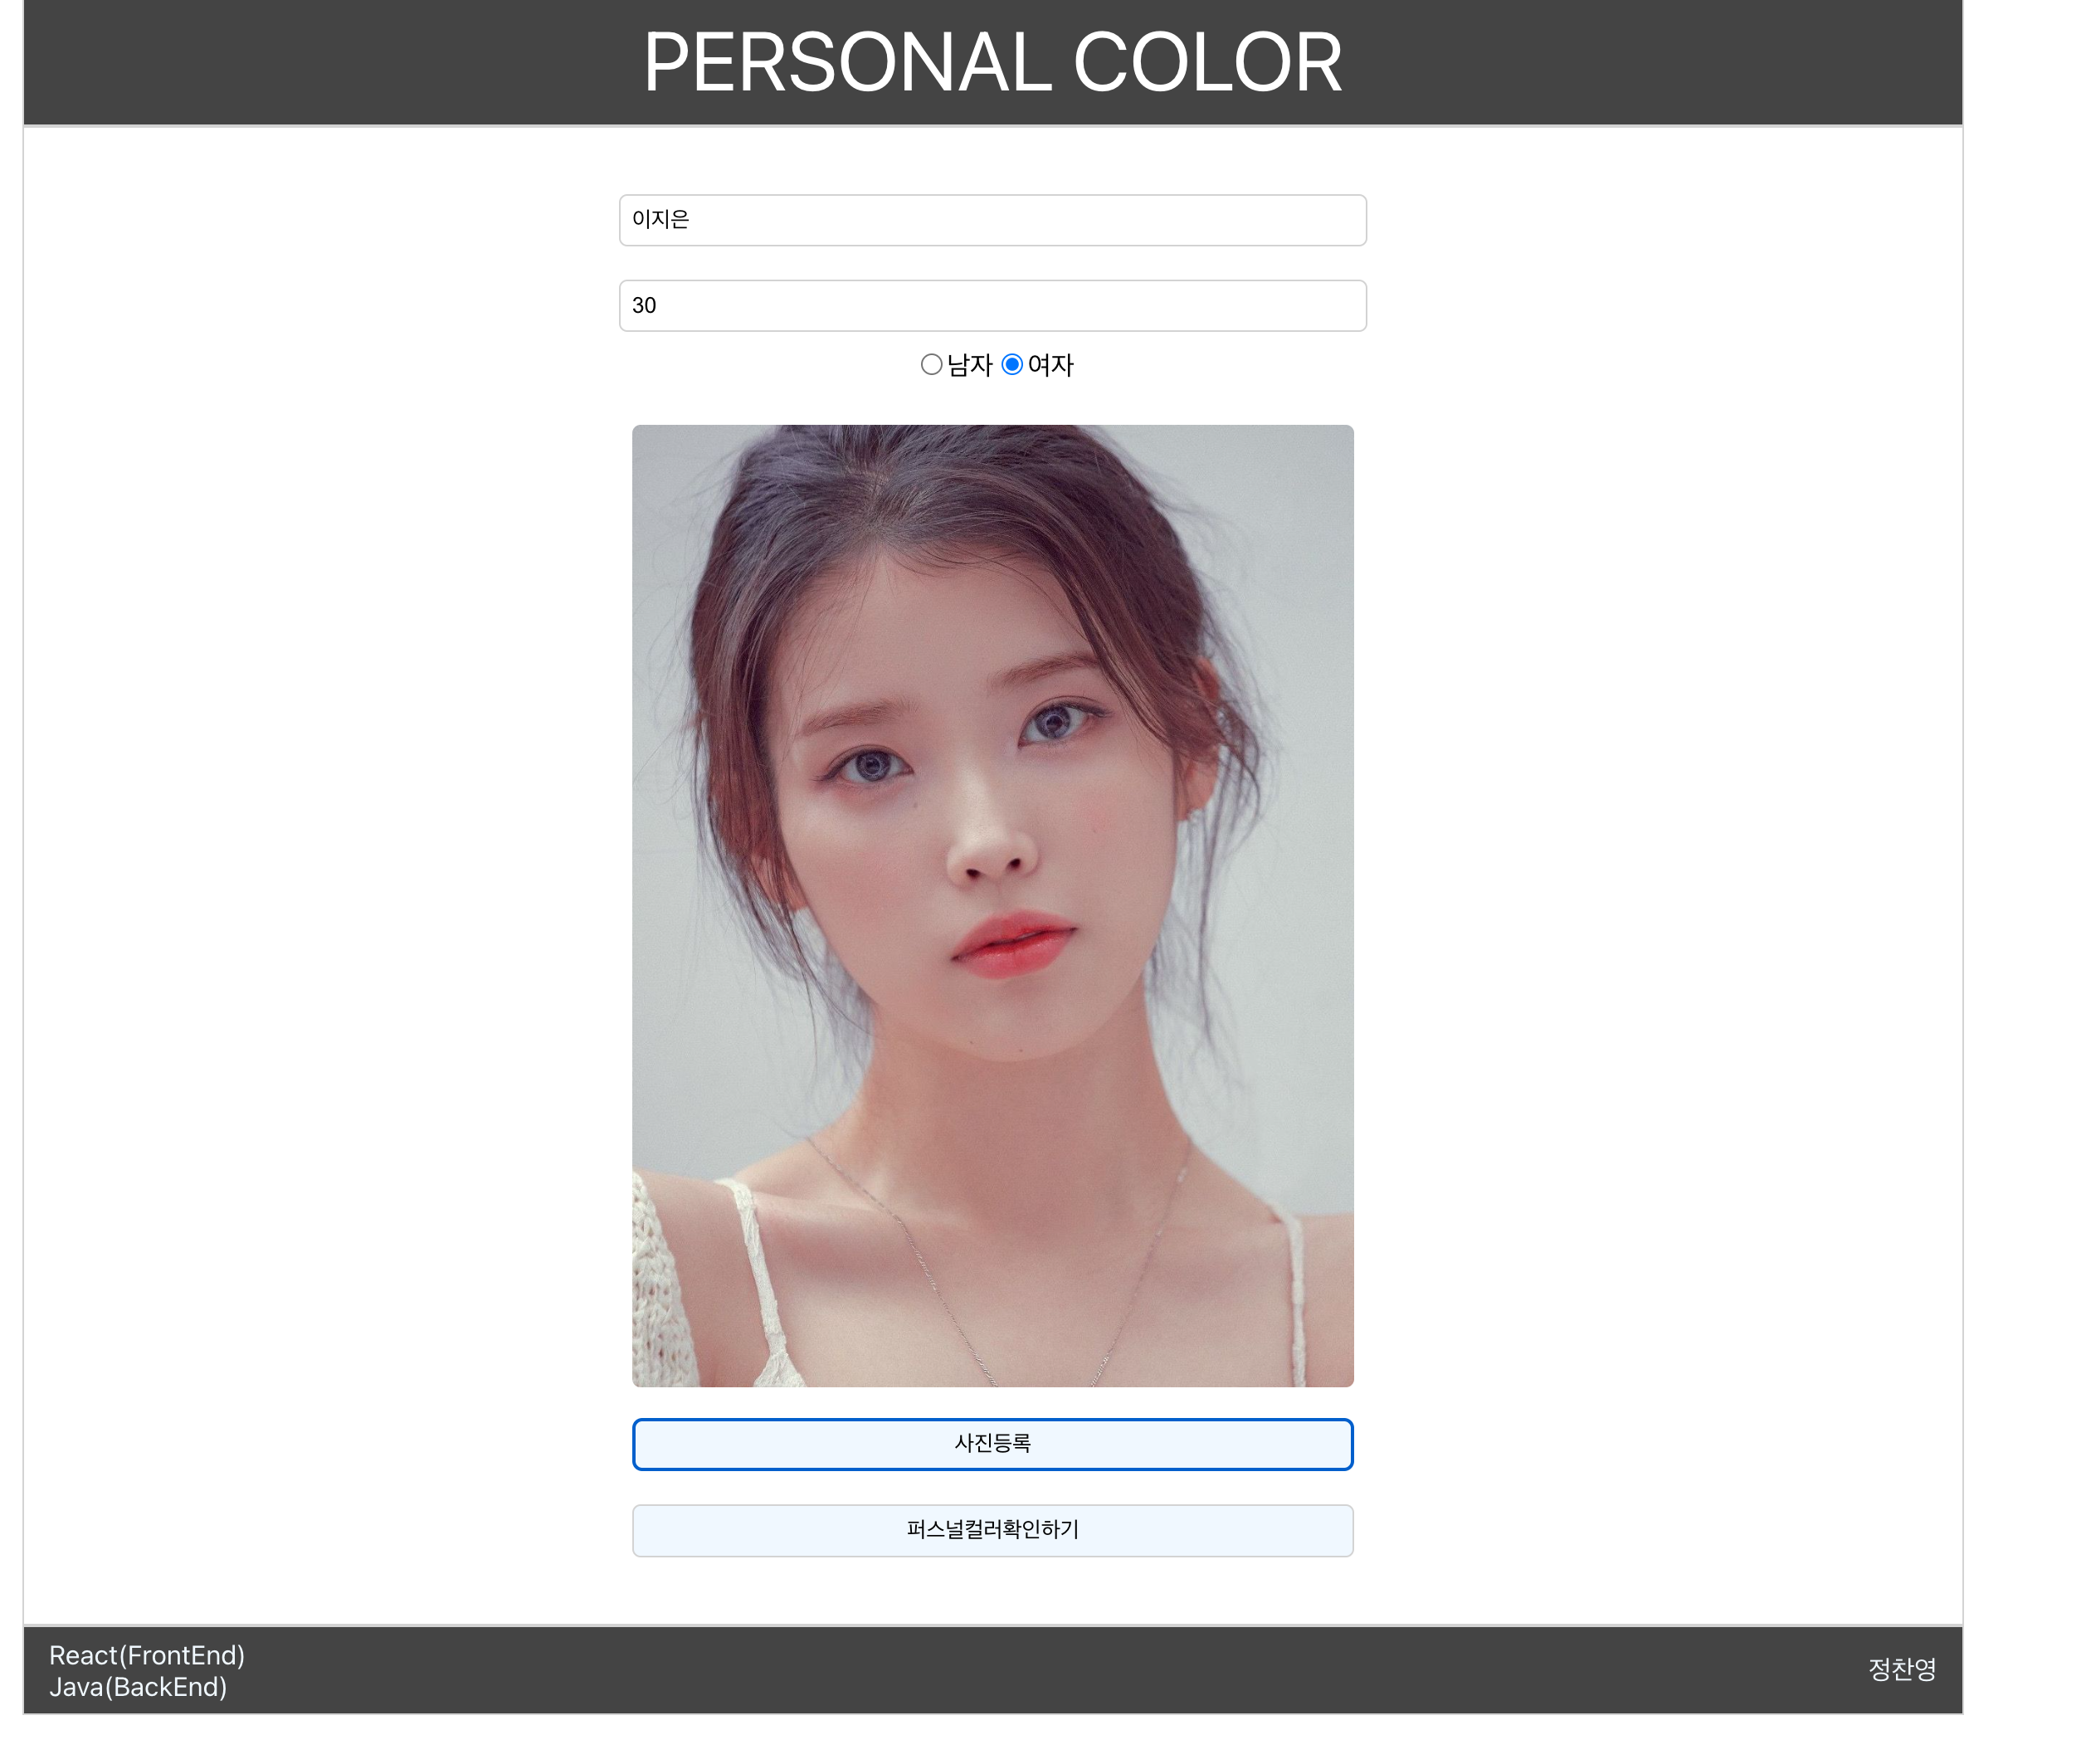 PERSONAL COLOR
이지은
30
남자 여자
사진등록
퍼스널컬러확인하기
React(FrontEnd)
Java(BackEnd)
정찬영